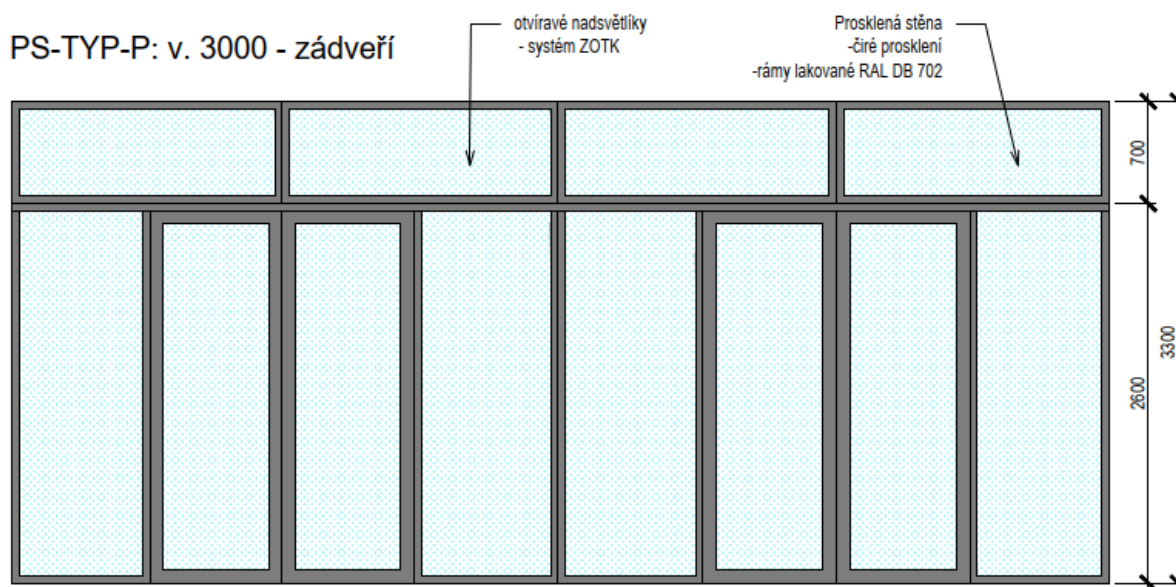 PS-TYP-P: v. 3000 - zádveří
otvíravé nadsvětlíky
- systém ZOTK
Prosklená stěna
-čiré prosklení
-rámy lakované RAL DB 702
700
2600
3300